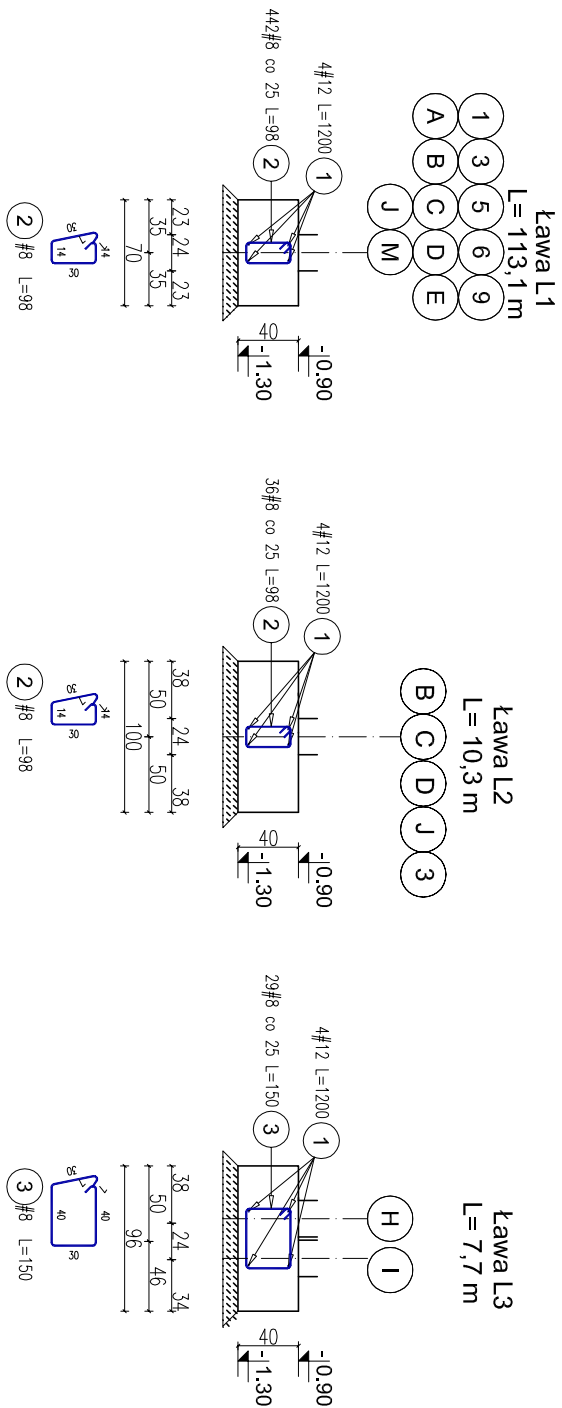 Ława L1
L= 113,1 m
1 3 5 6 9
A B C D E
J M
4#12 L=1200 1
442#8 co 25 L=98 2
-0.90
40
-1.30
23 24 23
35 35
70
14
30
14
30
2 #8 L=98
Ława L2
L= 10,3 m
B C D J 3
4#12 L=1200 1
36#8 co 25 L=98 2
-0.90
40
-1.30
38 24 38
50 50
100
14
30
14
30
2 #8 L=98
Ława L3
L= 7,7 m
H I
4#12 L=1200 1
29#8 co 25 L=150 3
-0.90
40
-1.30
38 24 34
50 46
96
40
30
40
30
3 #8 L=150